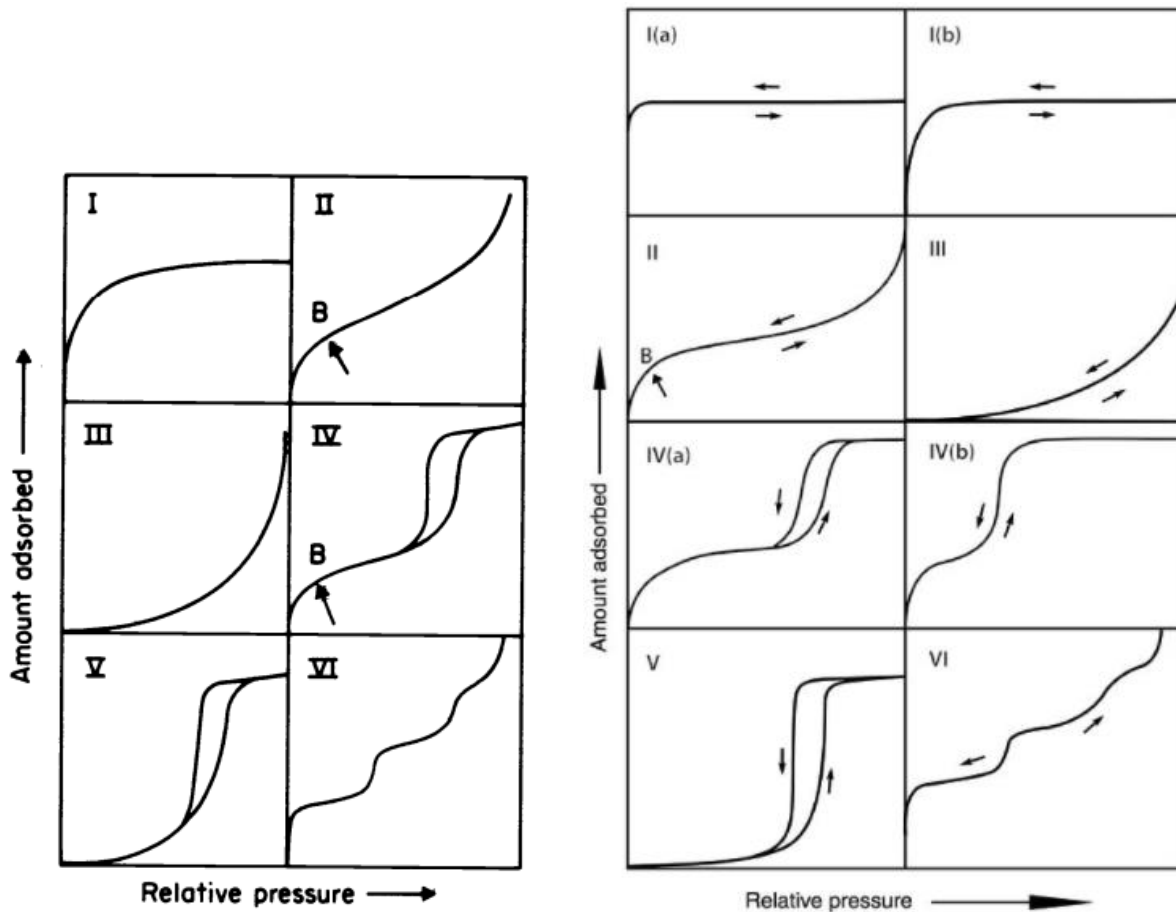 I
II
B
III
IV
B
V
VI
Amount adsorbed
Relative pressure
I(a)
I(b)
II
III
B
IV(a)
IV(b)
V
VI
Amount adsorbed
Relative pressure